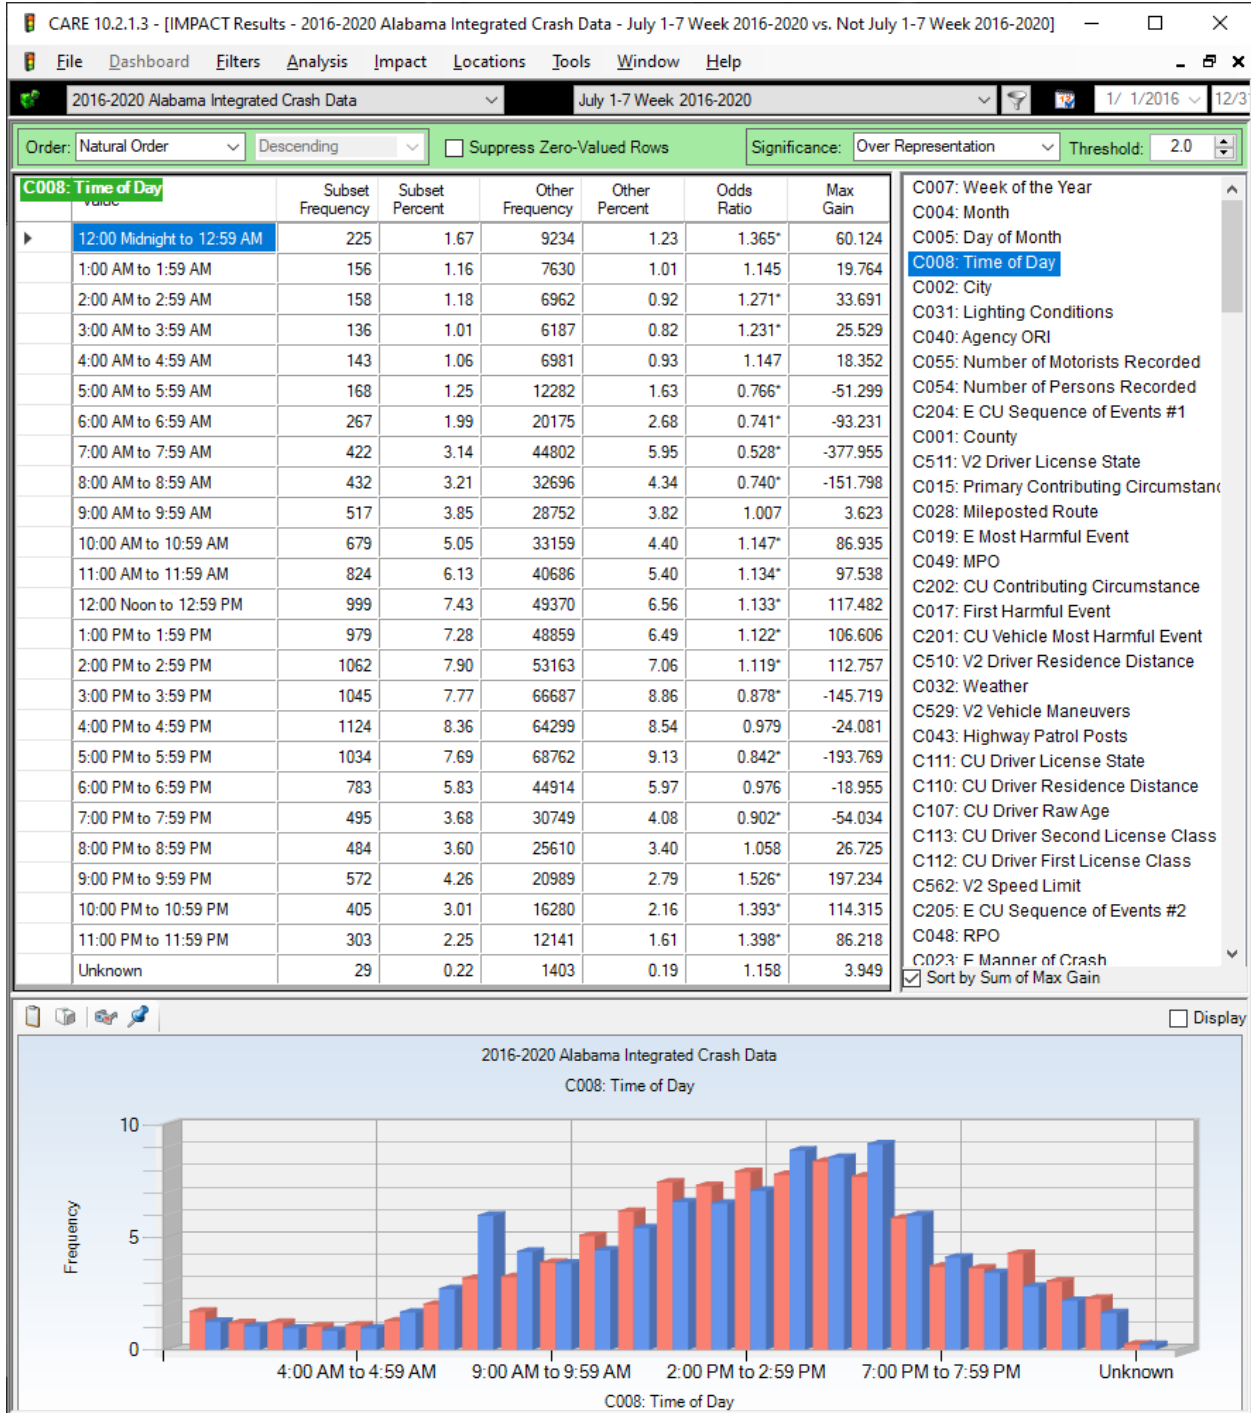 CARE 10.2.1.3 - [IMPACT Results - 2016-2020 Alabama Integrated Crash Data - July 1-7 Week 2016-2020 vs. Not July 1-7 Week 2016-2020]
File Dashboard Filters Analysis Impact Locations Tools Window Help
2016-2020 Alabama Integrated Crash Data July 1-7 Week 2016-2020 1/ 1/2016 12/3
Order: Natural Order Descending Suppress Zero-Valued Rows Significance: Over Representation Threshold: 2.0
C008: Time of Day
Value Subset Frequency Subset Percent Other Frequency Other Percent Odds Ratio Max Gain
12:00 Midnight to 12:59 AM 225 1.67 9234 1.23 1.365* 60.124
1:00 AM to 1:59 AM 156 1.16 7630 1.01 1.145 19.764
2:00 AM to 2:59 AM 158 1.18 6962 0.92 1.271* 33.691
3:00 AM to 3:59 AM 136 1.01 6187 0.82 1.231* 25.529
4:00 AM to 4:59 AM 143 1.06 6981 0.93 1.147 18.352
5:00 AM to 5:59 AM 168 1.25 12282 1.63 0.766* -51.299
6:00 AM to 6:59 AM 267 1.99 20175 2.68 0.741* -93.231
7:00 AM to 7:59 AM 422 3.14 44802 5.95 0.528* -377.955
8:00 AM to 8:59 AM 432 3.21 32696 4.34 0.740* -151.798
9:00 AM to 9:59 AM 517 3.85 28752 3.82 1.007 3.623
10:00 AM to 10:59 AM 679 5.05 33159 4.40 1.147* 86.935
11:00 AM to 11:59 AM 824 6.13 40686 5.40 1.134* 97.538
12:00 Noon to 12:59 PM 999 7.43 49370 6.56 1.133* 117.482
1:00 PM to 1:59 PM 979 7.28 48859 6.49 1.122* 106.606
2:00 PM to 2:59 PM 1062 7.90 53163 7.06 1.119* 112.757
3:00 PM to 3:59 PM 1045 7.77 66687 8.86 0.878* -145.719
4:00 PM to 4:59 PM 1124 8.36 64299 8.54 0.979 -24.081
5:00 PM to 5:59 PM 1034 7.69 68762 9.13 0.842* -193.769
6:00 PM to 6:59 PM 783 5.83 44914 5.97 0.976 -18.955
7:00 PM to 7:59 PM 495 3.68 30749 4.08 0.902* -54.034
8:00 PM to 8:59 PM 484 3.60 25610 3.40 1.058 26.725
9:00 PM to 9:59 PM 572 4.26 20989 2.79 1.526* 197.234
10:00 PM to 10:59 PM 405 3.01 16280 2.16 1.393* 114.315
11:00 PM to 11:59 PM 303 2.25 12141 1.61 1.398* 86.218
Unknown 29 0.22 1403 0.19 1.158 3.949
C007: Week of the Year
C004: Month
C005: Day of Month
C008: Time of Day
C002: City
C031: Lighting Conditions
C040: Agency ORI
C055: Number of Motorists Recorded
C054: Number of Persons Recorded
C204: E CU Sequence of Events #1
C001: County
C511: V2 Driver License State
C015: Primary Contributing Circumstanc
C028: Mileposted Route
C019: E Most Harmful Event
C049: MPO
C202: CU Contributing Circumstance
C017: First Harmful Event
C201: CU Vehicle Most Harmful Event
C510: V2 Driver Residence Distance
C032: Weather
C529: V2 Vehicle Maneuvers
C043: Highway Patrol Posts
C111: CU Driver License State
C110: CU Driver Residence Distance
C107: CU Driver Raw Age
C113: CU Driver Second License Class
C112: CU Driver First License Class
C562: V2 Speed Limit
C205: E CU Sequence of Events #2
C048: RPO
C023: E Manner of Crash
Sort by Sum of Max Gain
Display
2016-2020 Alabama Integrated Crash Data
C008: Time of Day
10
5
0
Frequency
4:00 AM to 4:59 AM 9:00 AM to 9:59 AM 2:00 PM to 2:59 PM 7:00 PM to 7:59 PM Unknown
C008: Time of Day